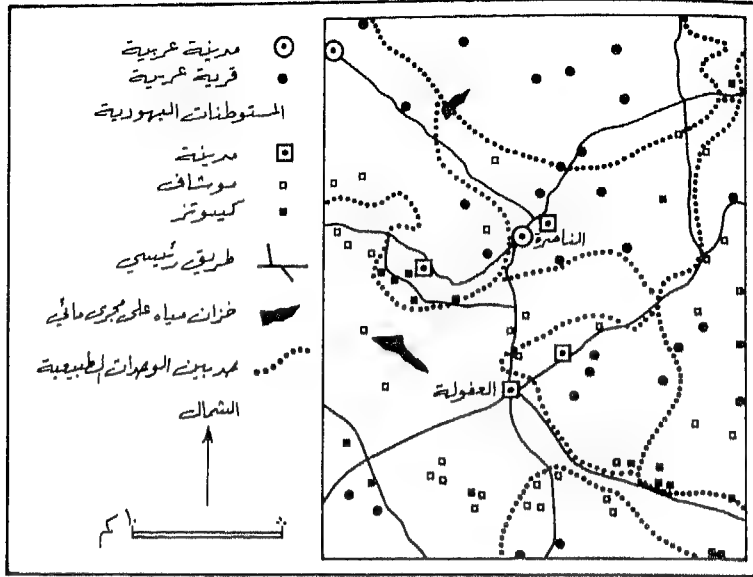 مدينة عربية
قرية عربية
المستوطنات اليهودية
مدينة
موشاف
كيبوتز
طريق رئيسي
خزان مياه على مجرى مائي
حد بين الوحدات الطبيعية
الشمال
١٠ كم
الناصرة
العفولة